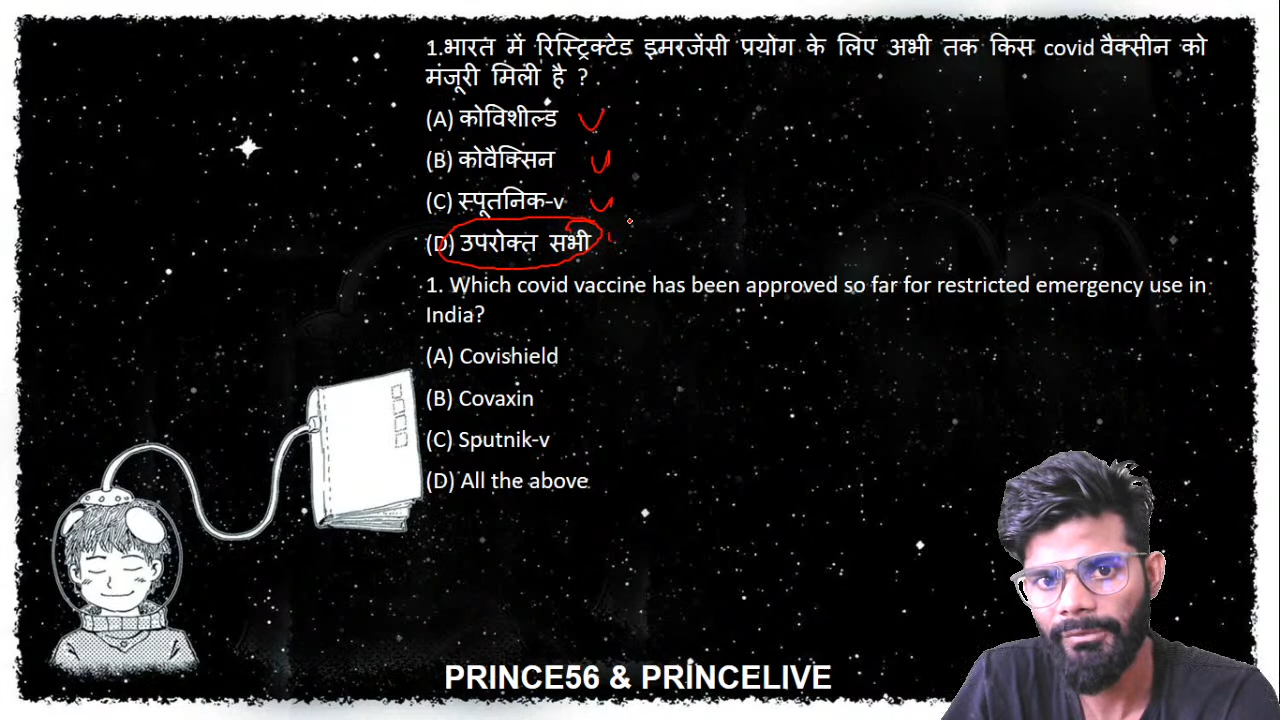 1.भारत में रिस्ट्रिक्टेड इमरजेंसी प्रयोग के लिए अभी तक किस covid वैक्सीन को
मंजूरी मिली है ?
(A) कोविशील्ड
(B) कोवैक्सिन
(C) स्पूतनिक-v
(D) उपरोक्त सभी
1. Which covid vaccine has been approved so far for restricted emergency use in
India?
(A) Covishield
(B) Covaxin
(C) Sputnik-v
(D) All the above
PRINCE56 & PRINCELIVE